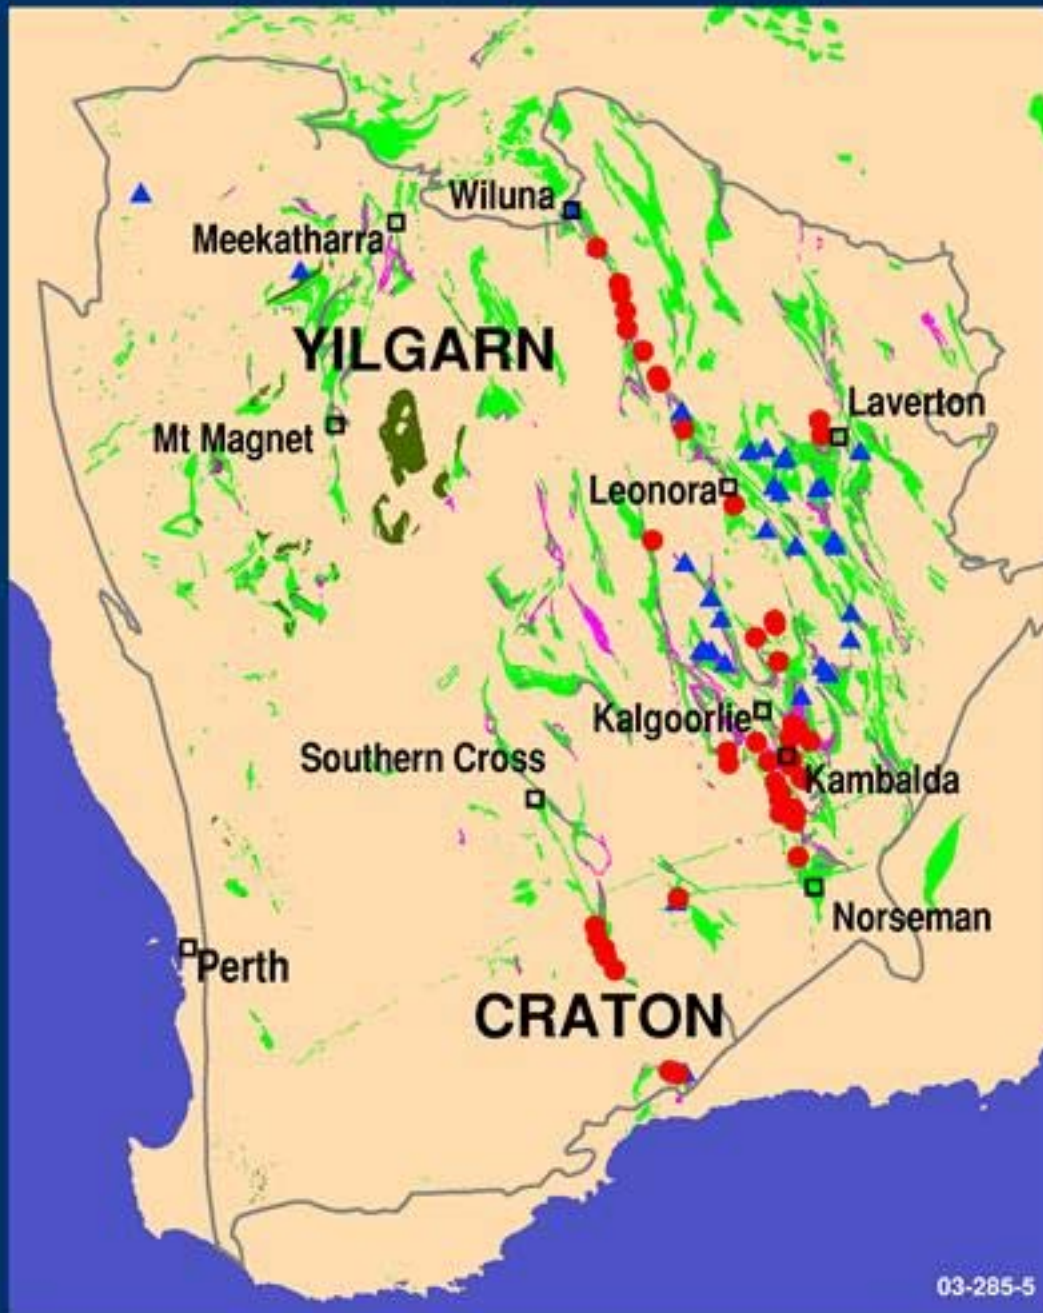 Wiluna
Meekatharra
YILGARN
Laverton
Mt Magnet
Leonora
Kalgoorlie
Southern Cross
Kambalda
Norseman
Perth
CRATON
03-285-5